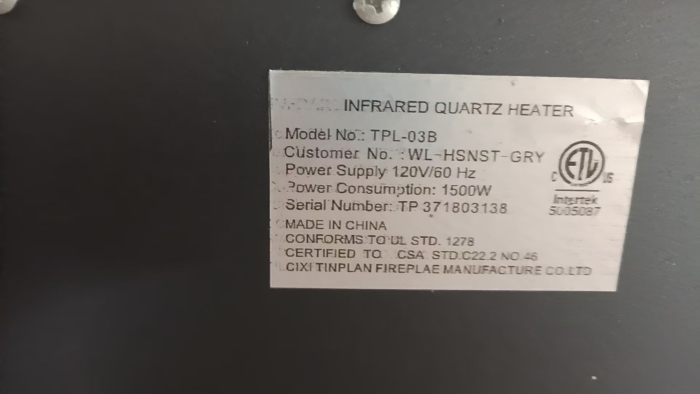 INFRARED QUARTZ HEATER
Model No.: TPL-03B
Customer No. :WL-HSNST-GRY
Power Supply 120V/60 Hz
Power Consumption: 1500W
Serial Number: TP 371803138
MADE IN CHINA
CONFORMS TO UL STD. 1278
CERTIFIED TO CSA STD.C22.2 NO.46
CIXI TINPLAN FIREPLAE MANUFACTURE CO.LTD
C ETL US
Intertek
5005087